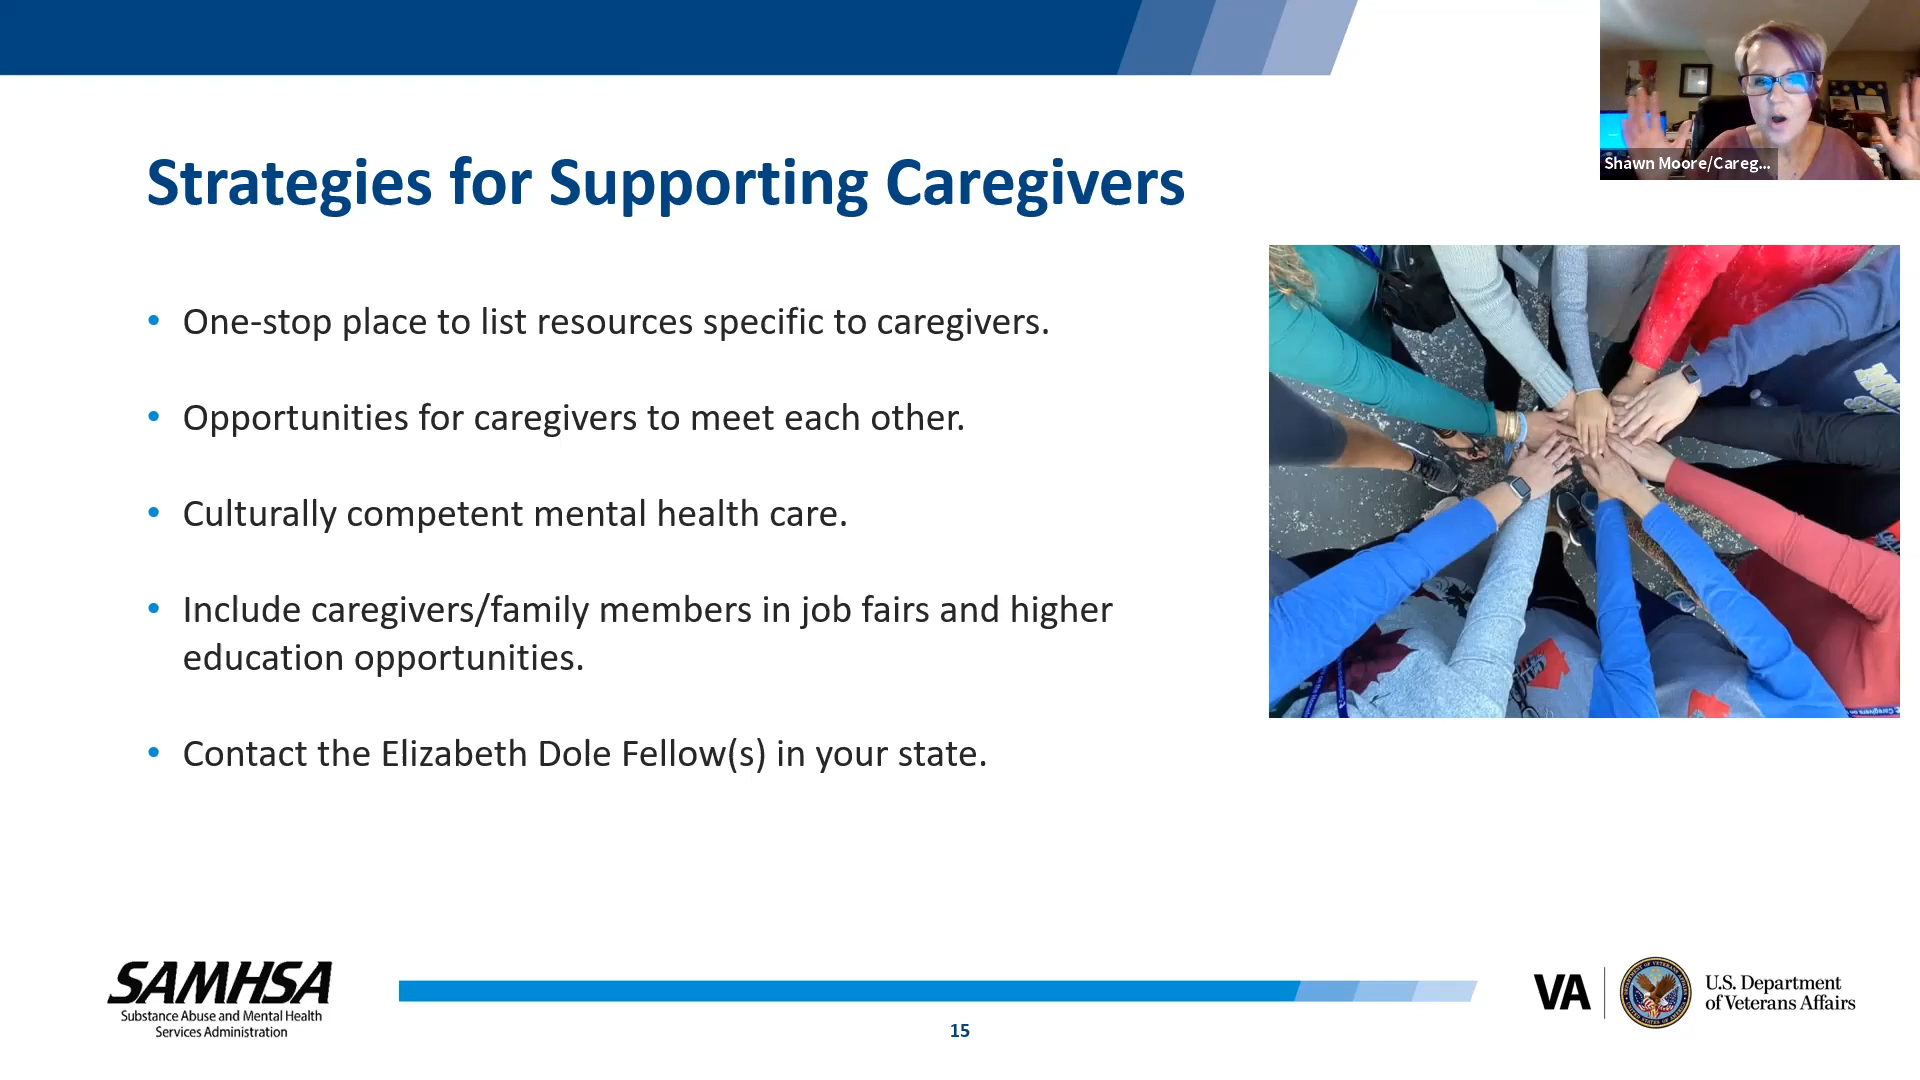 Shawn Moore/Careg...
Strategies for Supporting Caregivers
• One-stop place to list resources specific to caregivers.
• Opportunities for caregivers to meet each other.
• Culturally competent mental health care.
• Include caregivers/family members in job fairs and higher
education opportunities.
• Contact the Elizabeth Dole Fellow(s) in your state.
SAMHSA
Substance Abuse and Mental Health
Services Administration
15
VA
U.S. Department
of Veterans Affairs